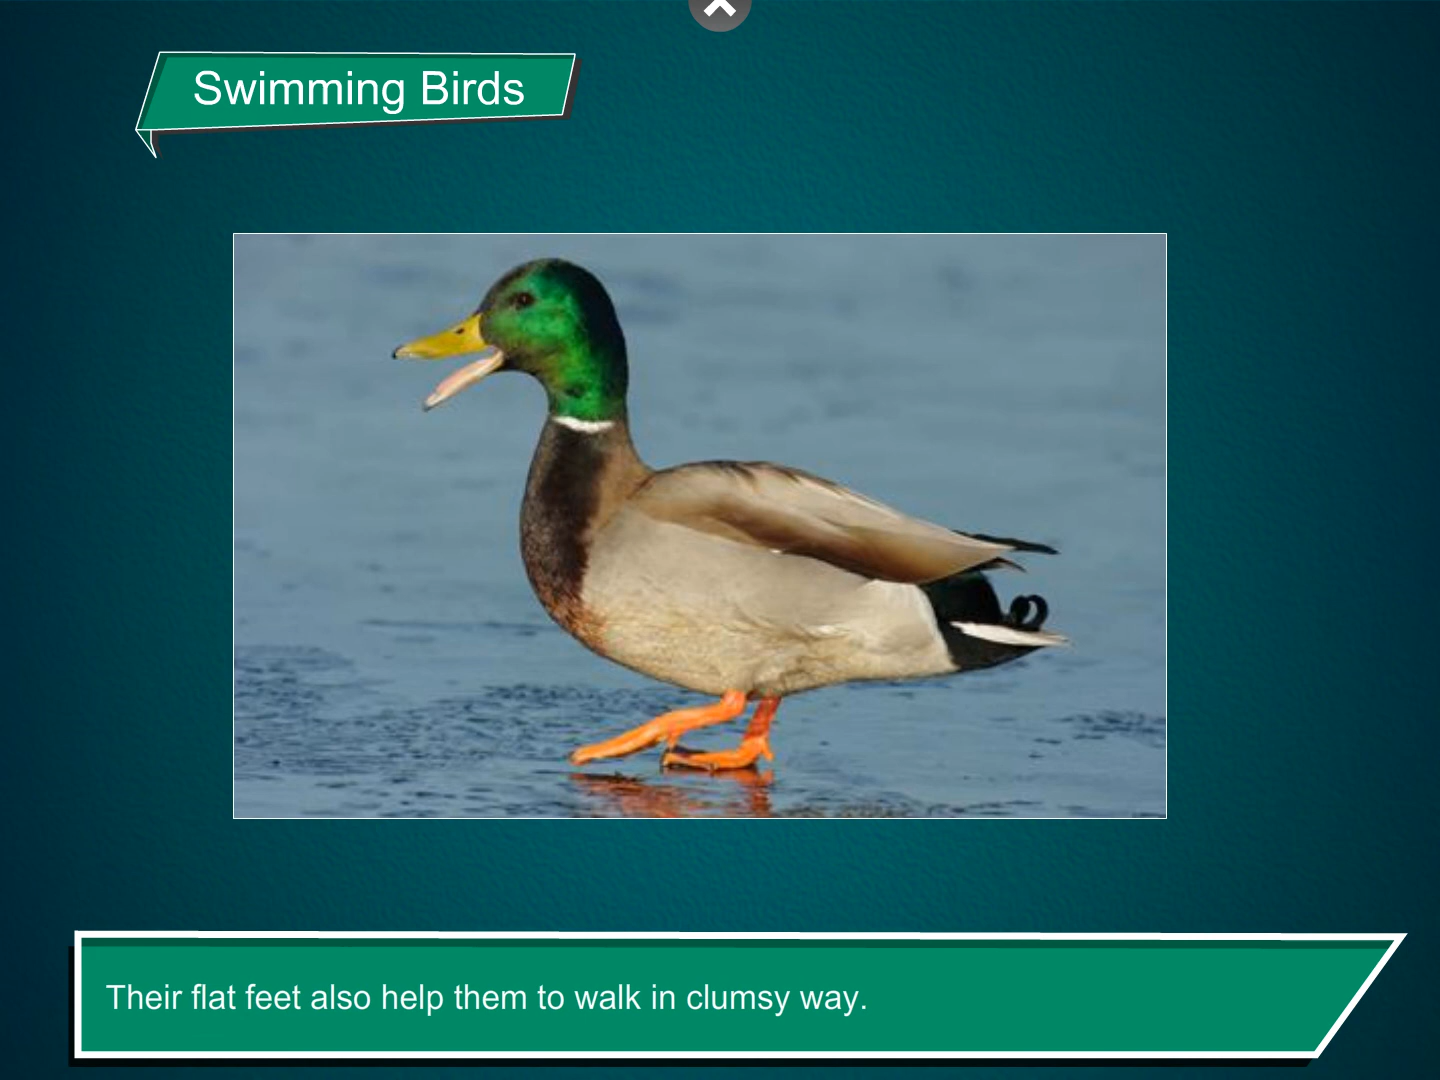 Swimming Birds
Their flat feet also help them to walk in clumsy way.